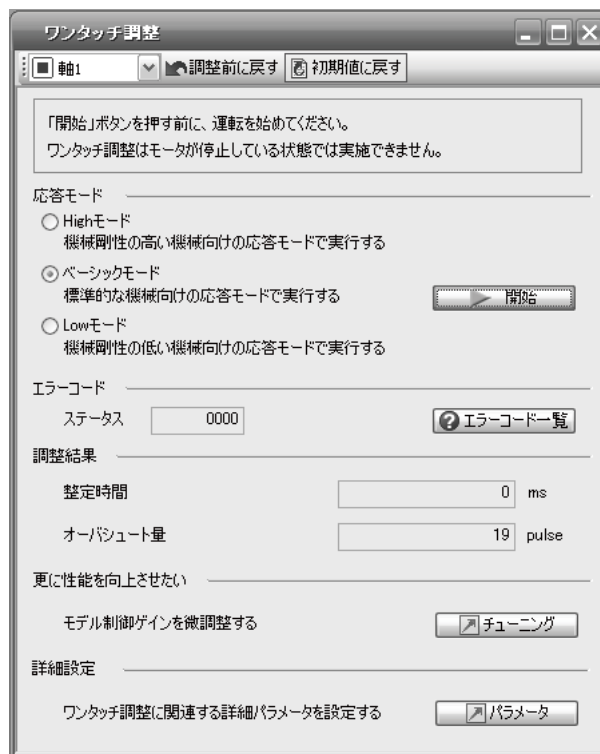 ワンタッチ調整
軸1 調整前に戻す 初期値に戻す
「開始」ボタンを押す前に、運転を始めてください。
ワンタッチ調整はモータが停止している状態では実施できません。
応答モード
Highモード
機械剛性の高い機械向けの応答モードで実行する
ベーシックモード
標準的な機械向けの応答モードで実行する
開始
Lowモード
機械剛性の低い機械向けの応答モードで実行する
エラーコード
ステータス 0000 エラーコード一覧
調整結果
整定時間 0 ms
オーバシュート量 19 pulse
更に性能を向上させたい
モデル制御ゲインを微調整する チューニング
詳細設定
ワンタッチ調整に関連する詳細パラメータを設定する パラメータ